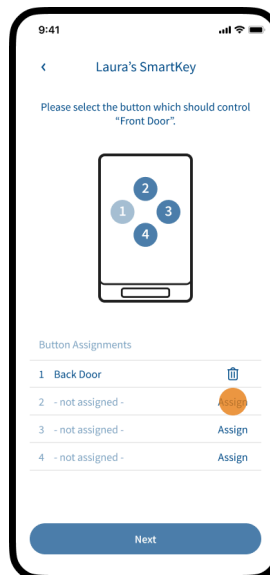 9:41
Laura's SmartKey
Please select the button which should control
“Front Door”.
2
1
3
4
Button Assignments
1 Back Door
2 - not assigned - Assign
3 - not assigned - Assign
4 - not assigned - Assign
Next